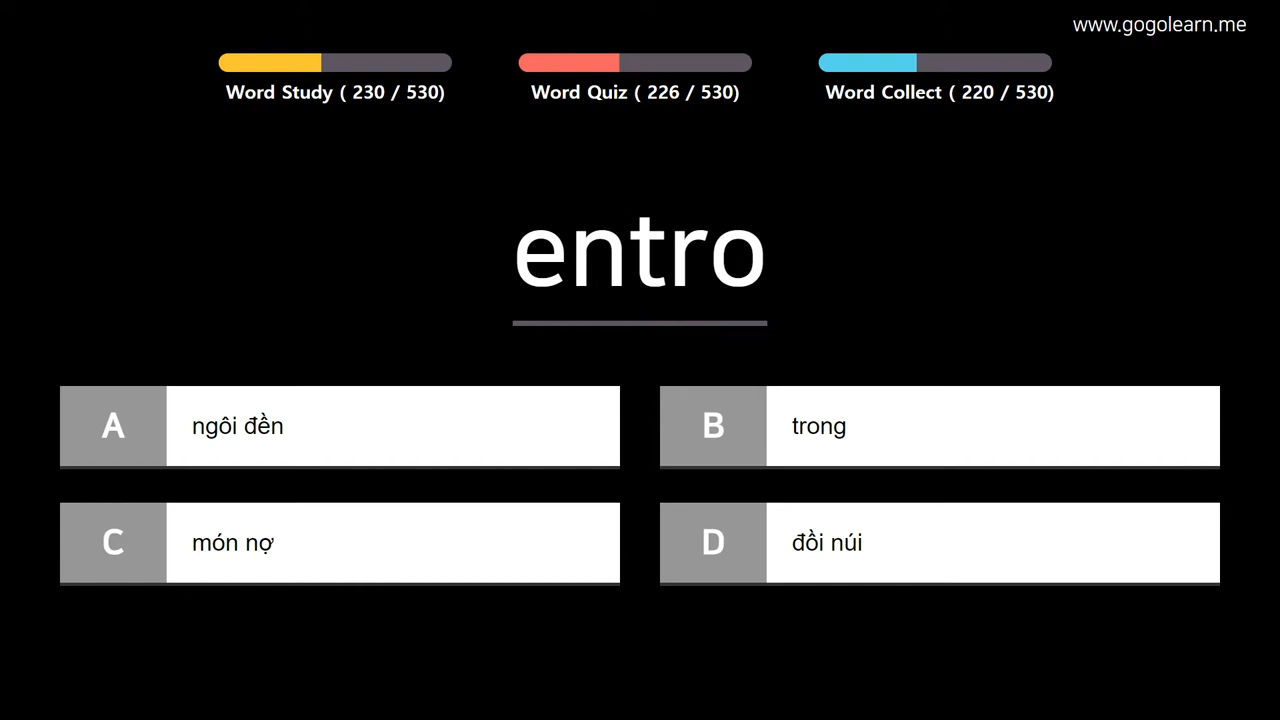 www.gogolearn.me
Word Study ( 230 / 530)
Word Quiz ( 226 / 530)
Word Collect ( 220 / 530)
entro
A
ngôi đền
B
trong
C
món nợ
D
đồi núi